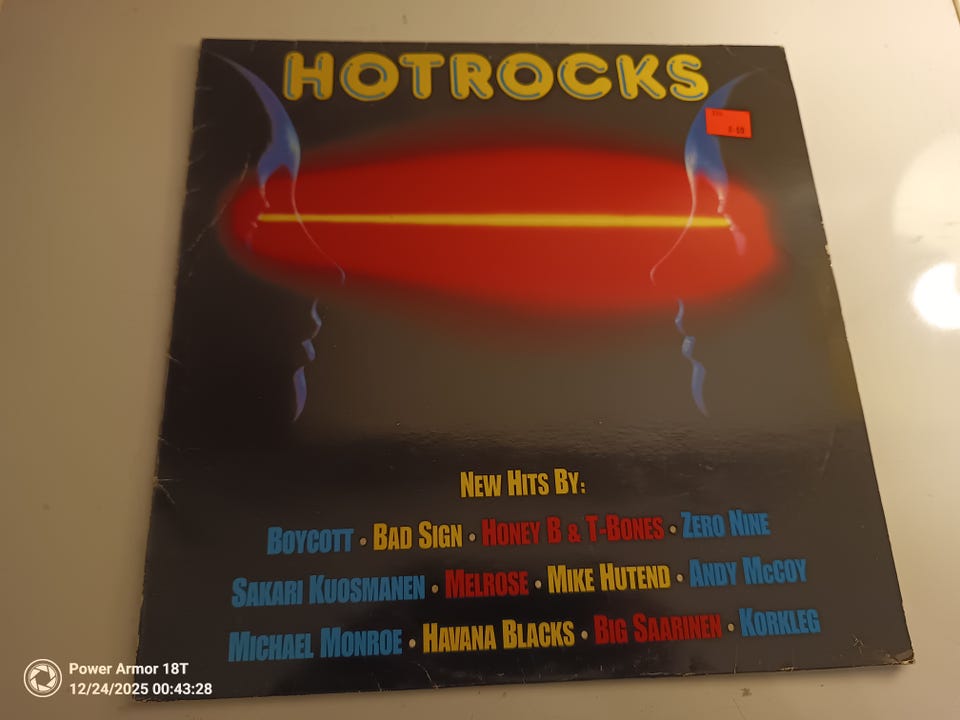 HOTROCKS
NEW HITS BY:
BOYCOTT • BAD SIGN • HONEY B & T-BONES • ZERO NINE
SAKARI KUOSMANEN • MELROSE • MIKE HUTEND • ANDY MCCOY
MICHAEL MONROE • HAVANA BLACKS • BIG SAARINEN • KORKLEG
Power Armor 18T
12/24/2025 00:43:28